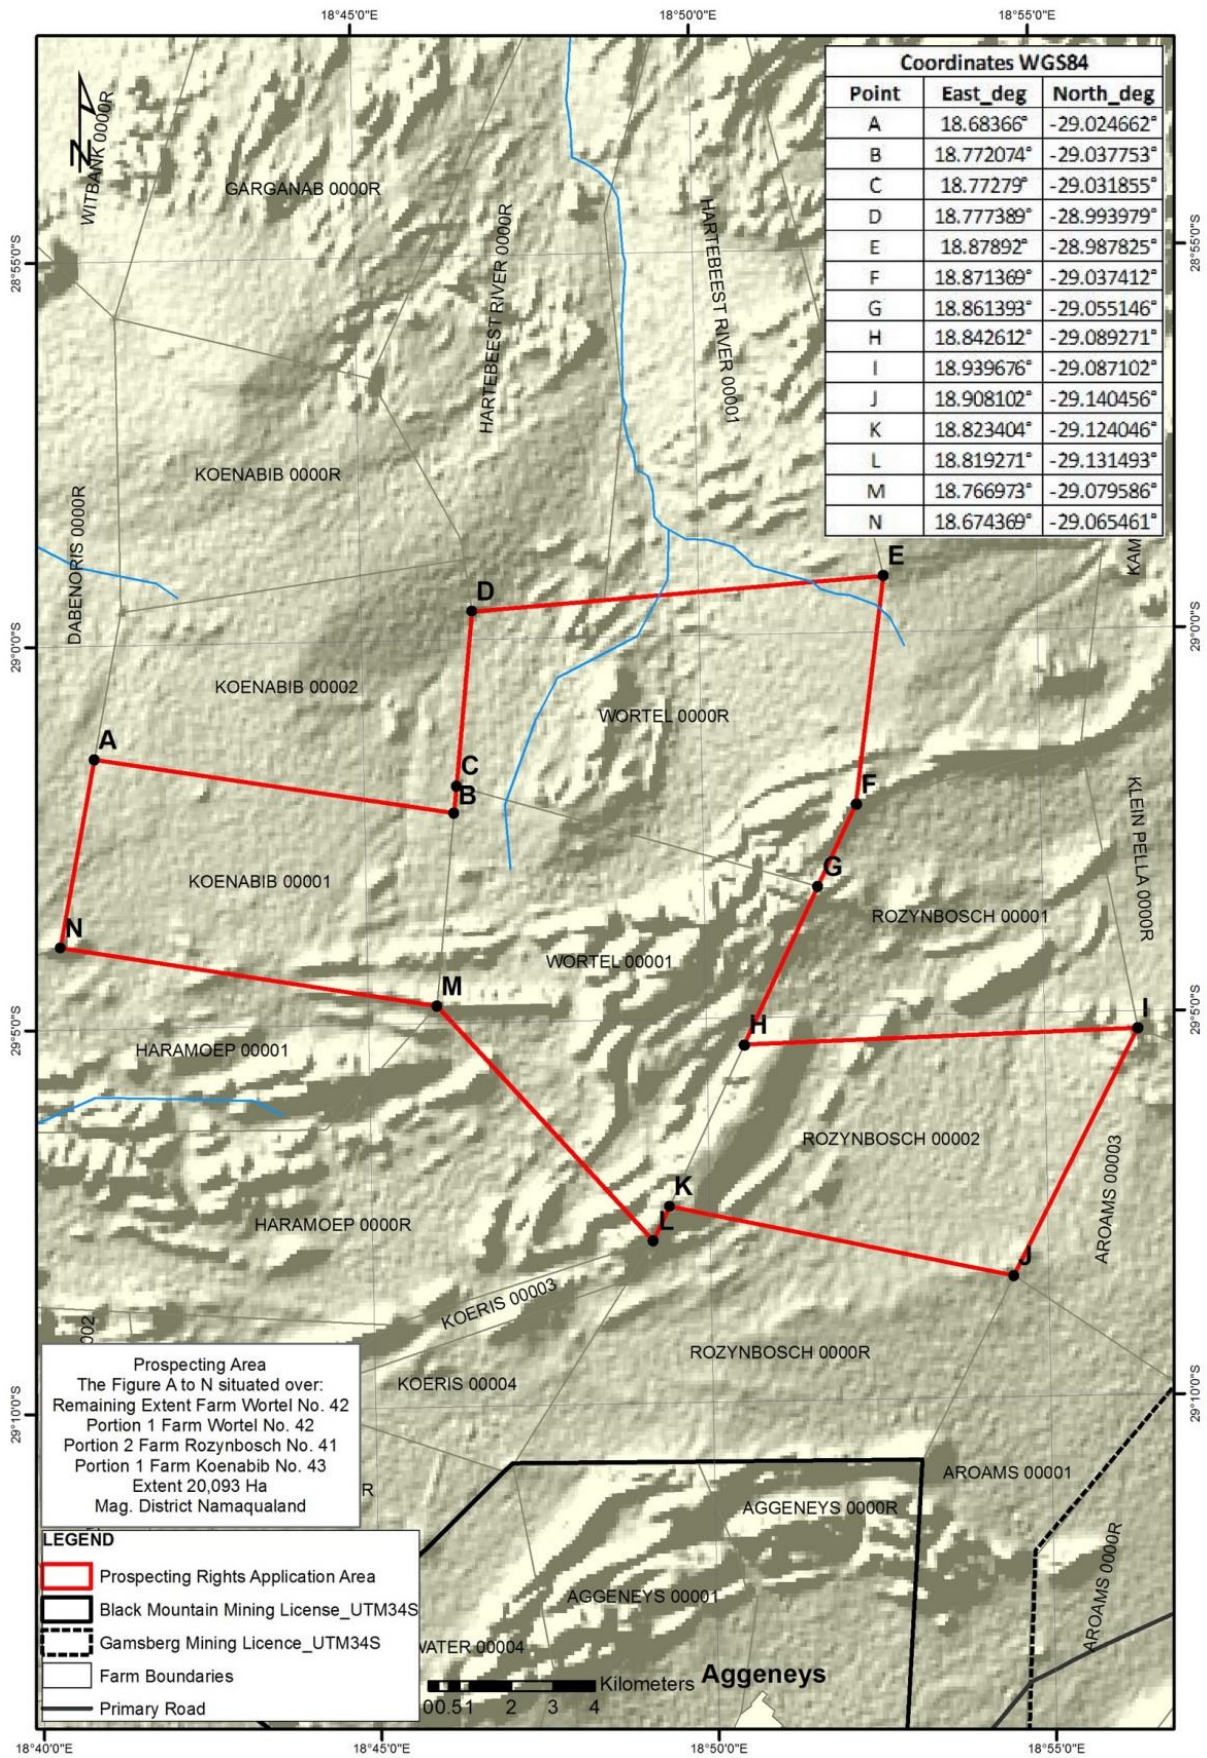 18°45'0"E 18°50'0"E 18°55'0"E
Coordinates WGS84
Point East_deg North_deg
A 18.68366° -29.024662°
B 18.772074° -29.037753°
C 18.77279° -29.031855°
D 18.777389° -28.993979°
E 18.87892° -28.987825°
F 18.871369° -29.037412°
G 18.861393° -29.055146°
H 18.842612° -29.089271°
I 18.939676° -29.087102°
J 18.908102° -29.140456°
K 18.823404° -29.124046°
L 18.819271° -29.131493°
M 18.766973° -29.079586°
N 18.674369° -29.065461°
N
WITBANK 0000R
GARGANAB 0000R
HARTEBEEST RIVER 0000R
HARTEBEEST RIVER 00001
28°55'0"S
28°55'0"S
KOENABIB 0000R
DABENORIS 0000R
E
D
29°0'0"S
29°0'0"S
KOENABIB 00002
WORTEL 0000R
A
C
B
F
KLEIN PELLA 0000R
G
KOENABIB 00001
ROZYNBOSCH 00001
N
WORTEL 00001
M
I
H
29°5'0"S
29°5'0"S
HARAMOEP 00001
ROZYNBOSCH 00002
AROAMS 00003
K
L
HARAMOEP 0000R
J
KOERIS 00003
002
ROZYNBOSCH 0000R
KOERIS 00004
29°10'0"S
29°10'0"S
Prospecting Area
The Figure A to N situated over:
Remaining Extent Farm Wortel No. 42
Portion 1 Farm Wortel No. 42
Portion 2 Farm Rozynbosch No. 41
Portion 1 Farm Koenabib No. 43
Extent 20,093 Ha
Mag. District Namaqualand
R
AROAMS 00001
AGGENEYS 0000R
AROAMS 0000R
AGGENEYS 00001
WATER 00004
Aggeneys
LEGEND
Prospecting Rights Application Area
Black Mountain Mining License_UTM34S
Gamsberg Mining Licence_UTM34S
Farm Boundaries
Primary Road
Kilometers
00.51 2 3 4
18°40'0"E 18°45'0"E 18°50'0"E 18°55'0"E